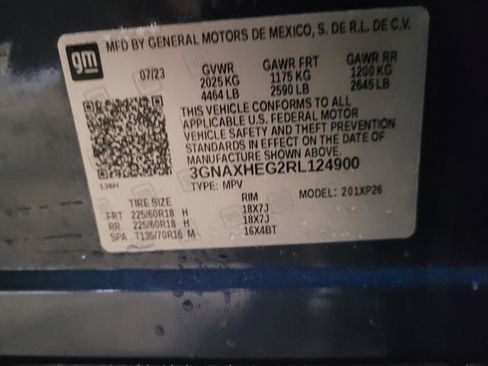 gm
MFD BY GENERAL MOTORS DE MEXICO, S. DE R.L. DE C.V.
07/23 GVWR GAWR FRT GAWR RR
2025 KG 1175 KG 1200 KG
4464 LB 2590 LB 2645 LB
THIS VEHICLE CONFORMS TO ALL
APPLICABLE U.S. FEDERAL MOTOR
VEHICLE SAFETY AND THEFT PREVENTION
STANDARDS IN EFFECT ON THE DATE OF
MANUFACTURE SHOWN ABOVE.
3GNAXHEG2RL124900
TYPE: MPV MODEL: 201XP26
136H
TIRE SIZE RIM
FRT 225/60R18 H 18X7J
RR 225/60R18 H 18X7J
SPA T135/70R16 M 16X4BT